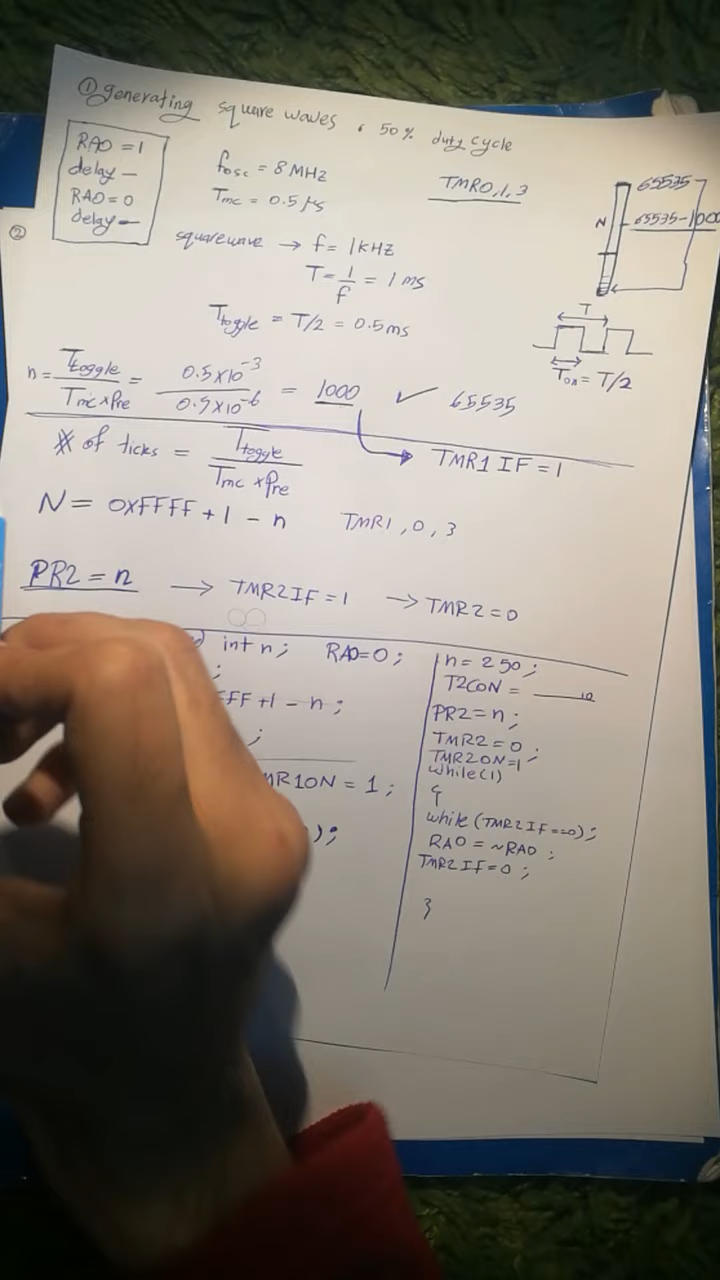 ① generating square waves, 50% duty cycle
RA0 = 1
delay —
RA0 = 0
delay —
fosc = 8 MHz
Tmc = 0.5 µs
TMR0,1,3
65535
N
65535-1000
②
squarewave → f = 1 kHz
T = 1/f = 1 ms
Ttoggle = T/2 = 0.5 ms
T
Ton = T/2
n = Ttoggle / Tmc × Pre = 0.5×10^-3 / 0.5×10^-6 = 1000 ✓ 65535
# of ticks = Ttoggle / Tmc × Pre
TMR1IF = 1
N = 0XFFFF + 1 - n TMR1, 0, 3
PR2 = n → TMR2IF = 1 → TMR2 = 0
int n; RA0=0;
;
FF +1 - n;
;
MR1ON = 1;
);
n = 250;
T2CON =
PR2 = n;
TMR2 = 0;
TMR2ON=1;
while(1)
{
while (TMR2IF==0);
RA0 = ~RA0;
TMR2IF=0;
}